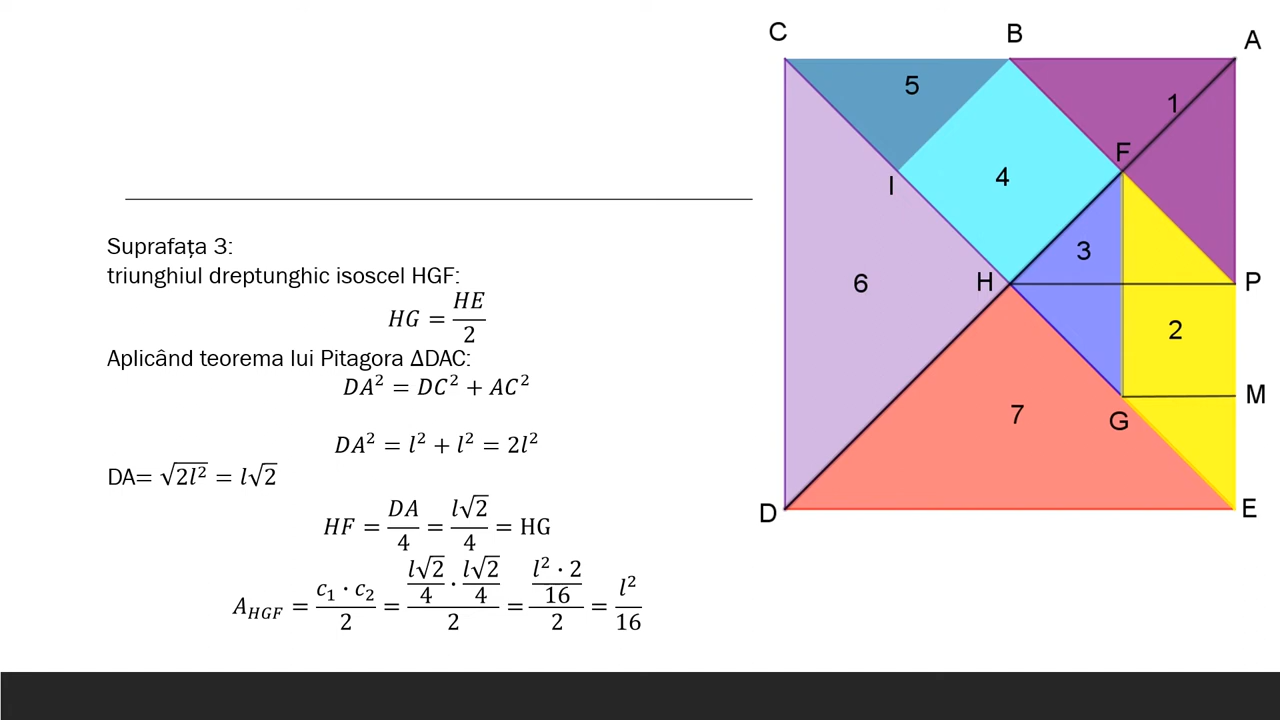 Suprafața 3:
triunghiul dreptunghic isoscel HGF:
HG = HE/2
Aplicând teorema lui Pitagora ΔDAC:
DA² = DC² + AC²
DA² = l² + l² = 2l²
DA= √2l² = l√2
HF = DA/4 = l√2/4 = HG
A_HGF = c₁ · c₂/2 = (l√2/4 · l√2/4)/2 = (l² · 2/16)/2 = l²/16
C
B
A
5
1
F
I
4
3
H
P
6
2
M
7
G
D
E